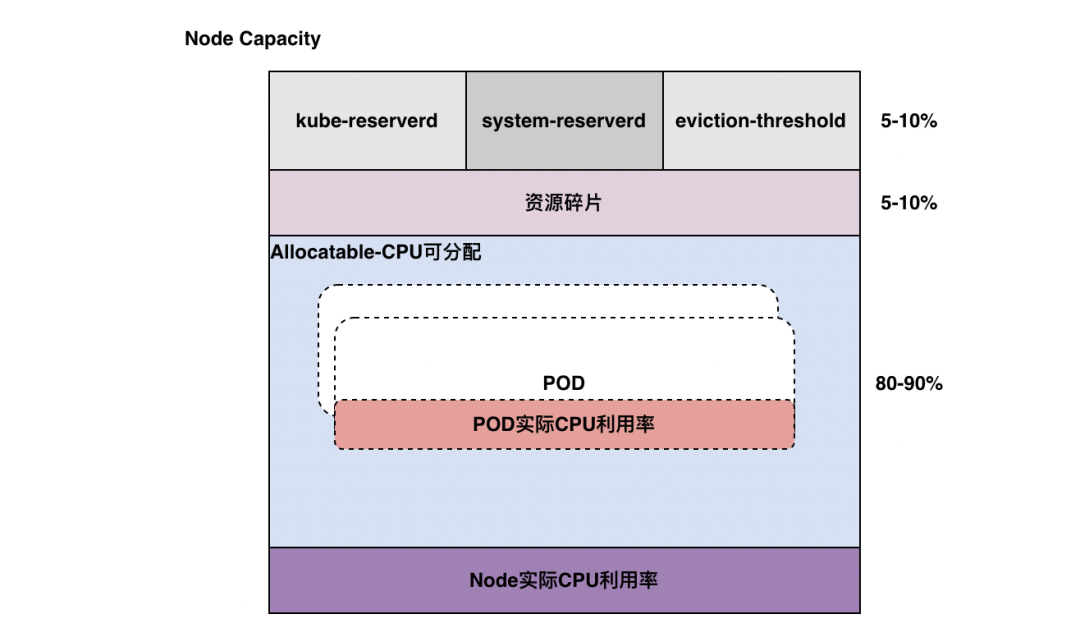 Node Capacity
kube-reserverd
system-reserverd
eviction-threshold
5-10%
资源碎片
5-10%
Allocatable-CPU可分配
POD
80-90%
POD实际CPU利用率
Node实际CPU利用率